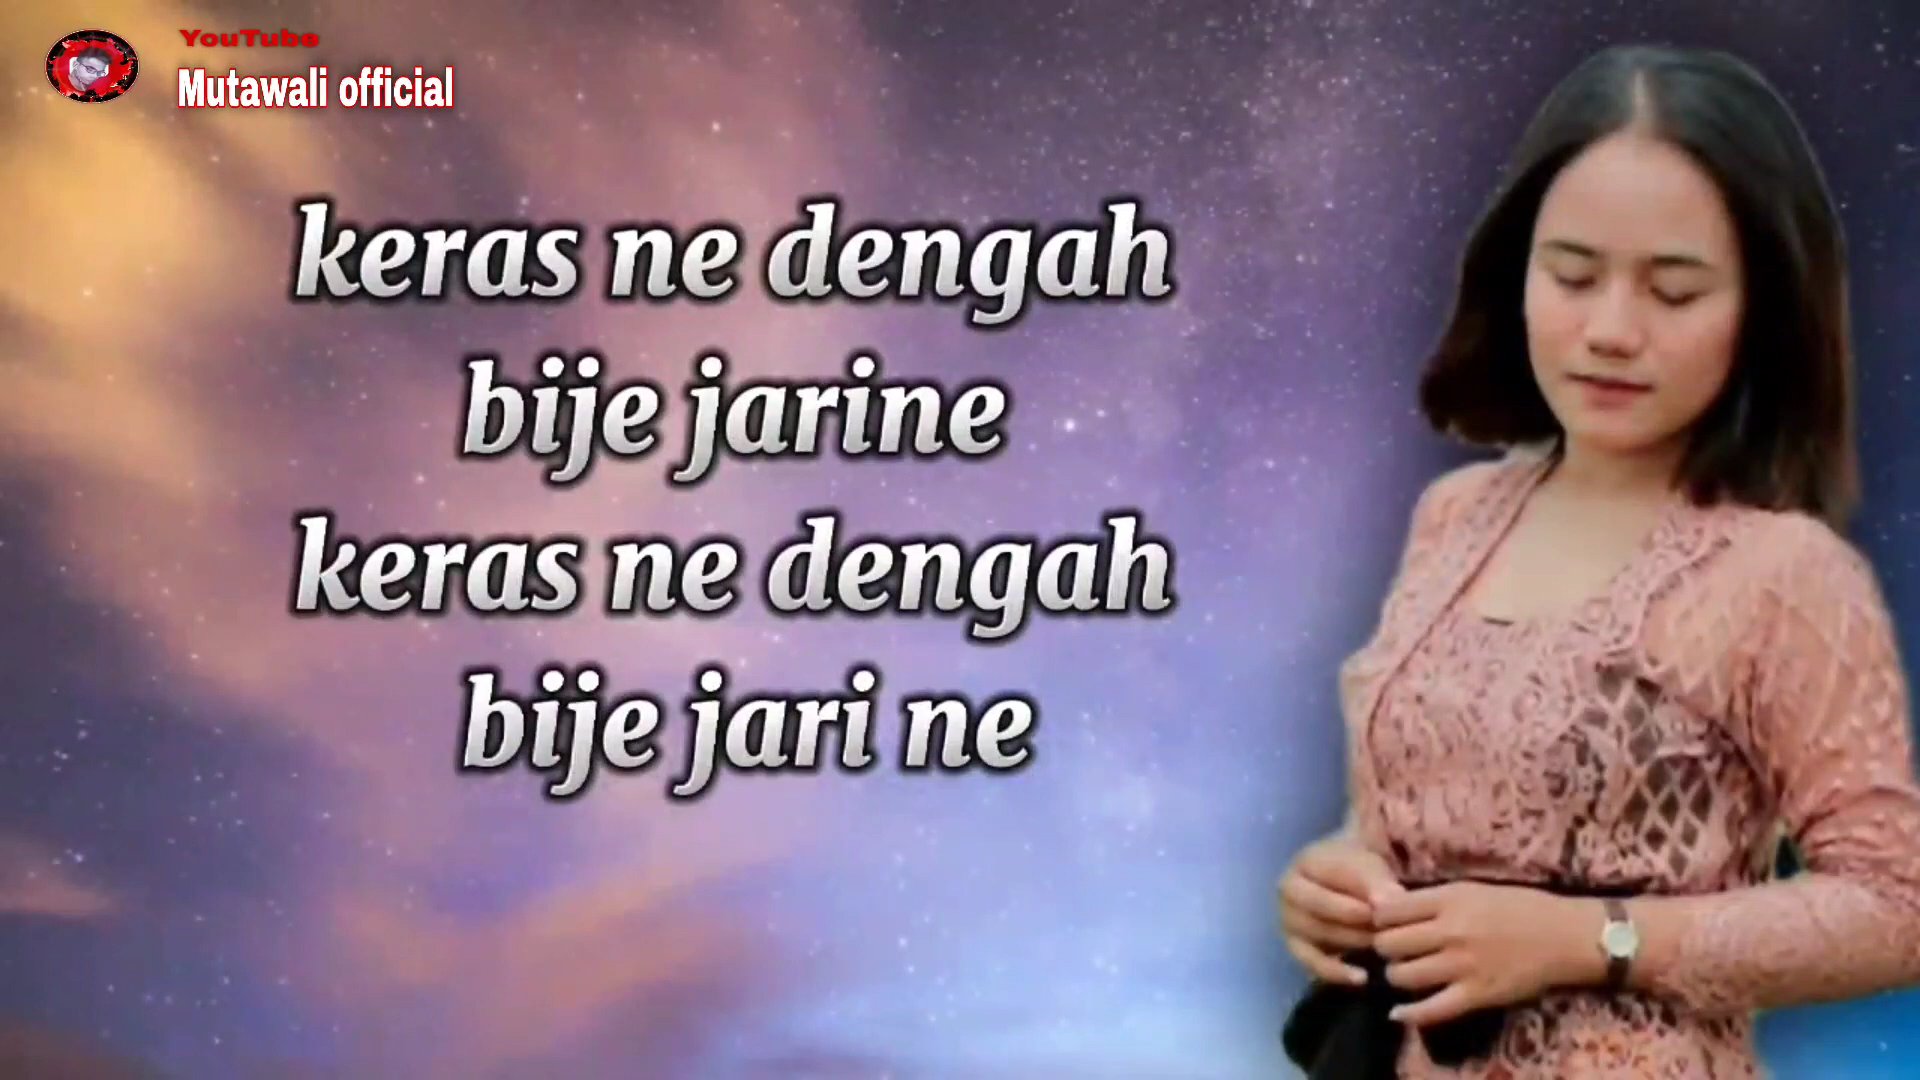 YouTube
Mutawali official
keras ne dengah
bije jarine
keras ne dengah
bije jari ne